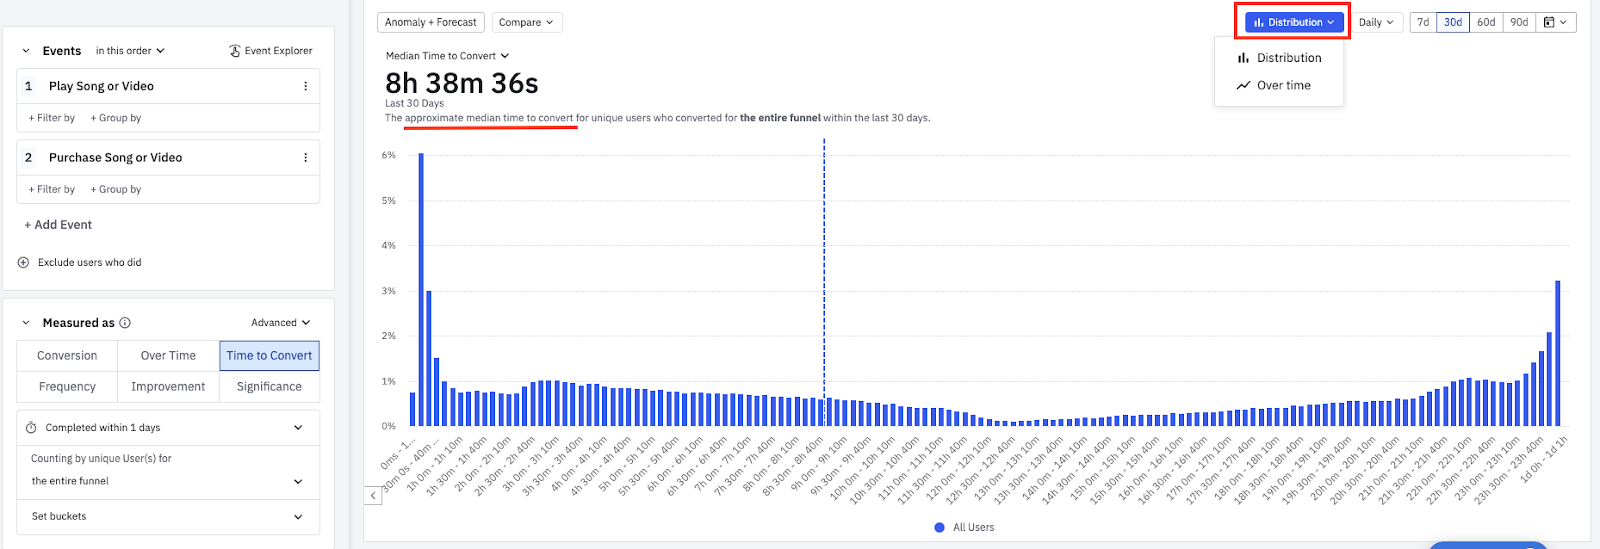 Events in this order Event Explorer
1 Play Song or Video
+ Filter by + Group by
2 Purchase Song or Video
+ Filter by + Group by
+ Add Event
Exclude users who did
Measured as Advanced
Conversion Over Time Time to Convert
Frequency Improvement Significance
Completed within 1 days
Counting by unique User(s) for
the entire funnel
Set buckets
Anomaly + Forecast Compare Distribution Daily 7d 30d 60d 90d
Distribution
Over time
Median Time to Convert
8h 38m 36s
Last 30 Days
The approximate median time to convert for unique users who converted for the entire funnel within the last 30 days.
6%
5%
4%
3%
2%
1%
0%
0ms - 1...
30m 0s - 40m...
1h 0m - 1h 10m
1h 30m - 1h 40m
2h 0m - 2h 10m
2h 30m - 2h 40m
3h 0m - 3h 10m
3h 30m - 3h 40m
4h 0m - 4h 10m
4h 30m - 4h 40m
5h 0m - 5h 10m
5h 30m - 5h 40m
6h 0m - 6h 10m
6h 30m - 6h 40m
7h 0m - 7h 10m
7h 30m - 7h 40m
8h 0m - 8h 10m
8h 30m - 8h 40m
9h 0m - 9h 10m
9h 30m - 9h 40m
10h 0m - 10h 10m
10h 30m - 10h 40m
11h 0m - 11h 10m
11h 30m - 11h 40m
12h 0m - 12h 10m
12h 30m - 12h 40m
13h 0m - 13h 10m
13h 30m - 13h 40m
14h 0m - 14h 10m
14h 30m - 14h 40m
15h 0m - 15h 10m
15h 30m - 15h 40m
16h 0m - 16h 10m
16h 30m - 16h 40m
17h 0m - 17h 10m
17h 30m - 17h 40m
18h 0m - 18h 10m
18h 30m - 18h 40m
19h 0m - 19h 10m
19h 30m - 19h 40m
20h 0m - 20h 10m
20h 30m - 20h 40m
21h 0m - 21h 10m
21h 30m - 21h 40m
22h 0m - 22h 10m
22h 30m - 22h 40m
23h 0m - 23h 10m
23h 30m - 23h 40m
1d 0h - 1d 1h
All Users